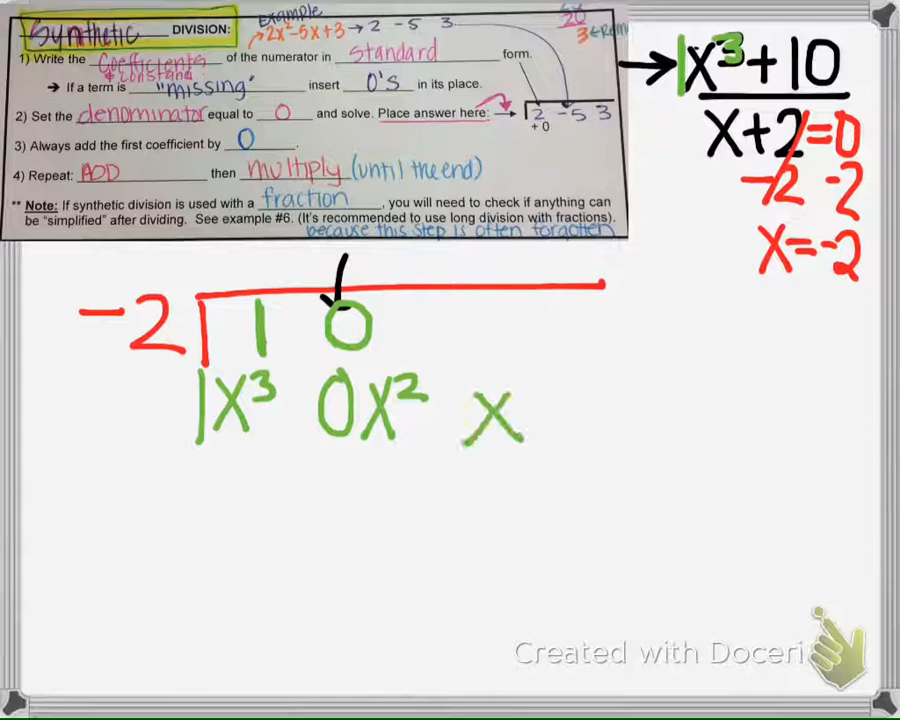 Synthetic DIVISION:
Example
2x²-5x+3 → 2 -5 3
1) Write the Coefficients & constant of the numerator in standard form.
→ If a term is "missing" insert 0's in its place.
2) Set the denominator equal to 0 and solve. Place answer here: → 2 -5 3
+0
3) Always add the first coefficient by 0.
4) Repeat: ADD then multiply (until the end)
** Note: If synthetic division is used with a fraction, you will need to check if anything can
be "simplified" after dividing. See example #6. (It's recommended to use long division with fractions).
because this step is often forgotten
20
3
→ 1x³+10
x+2=0
-2 -2
x=-2
-2 1 0
1x³ 0x² x
Created with Doceri